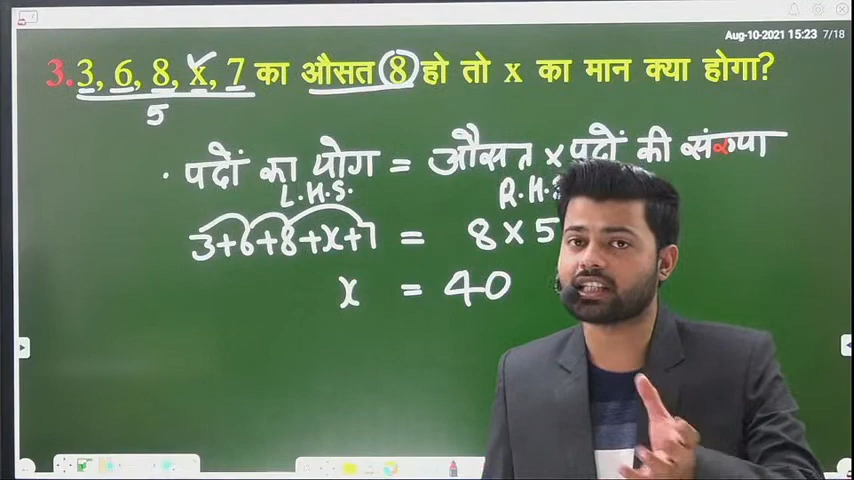 Aug-10-2021 15:23 7/18
3. 3, 6, 8, x, 7 का औसत 8 हो तो x का मान क्या होगा?
5
पदों का योग = औसत × पदों की संख्या
L.H.S. R.H.
3+6+8+x+7 = 8×5
x = 40